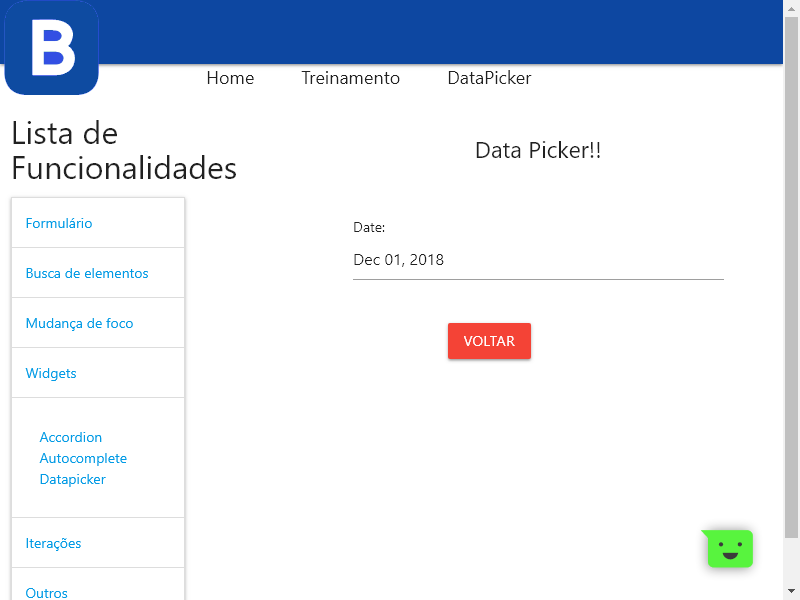 B
Home
Treinamento
DataPicker
Lista de
Funcionalidades
Data Picker!!
Formulário
Busca de elementos
Mudança de foco
Widgets
Accordion
Autocomplete
Datapicker
Iterações
Outros
Date:
Dec 01, 2018
VOLTAR